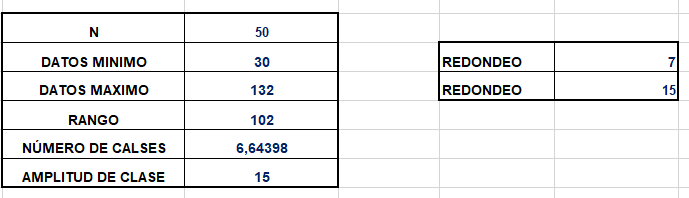 N 50
DATOS MINIMO 30
DATOS MAXIMO 132
RANGO 102
NÚMERO DE CALSES 6,64398
AMPLITUD DE CLASE 15
REDONDEO 7
REDONDEO 15